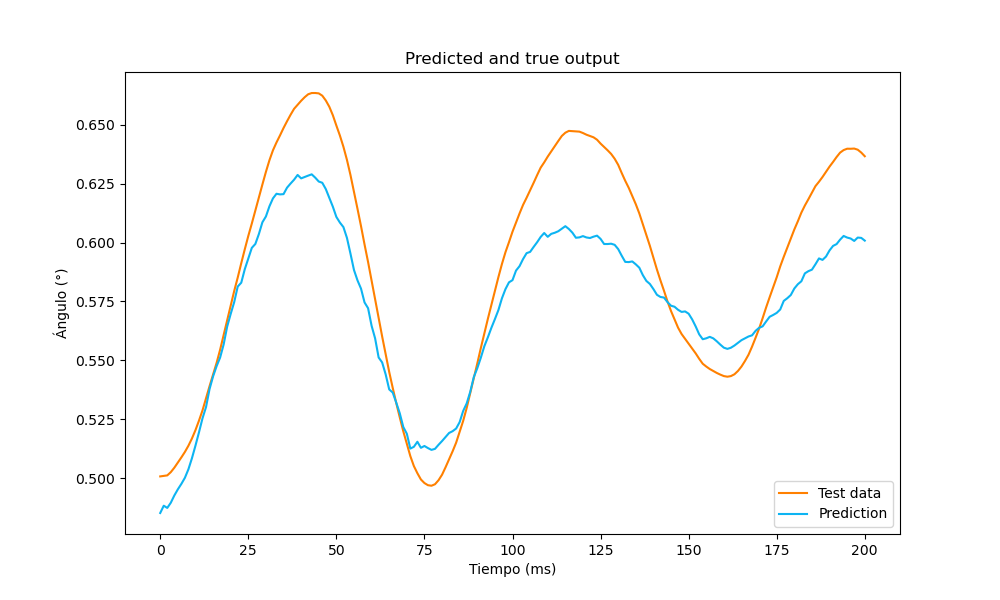 Predicted and true output
Ángulo (°)
0.650
0.625
0.600
0.575
0.550
0.525
0.500
Test data
Prediction
0 25 50 75 100 125 150 175 200
Tiempo (ms)